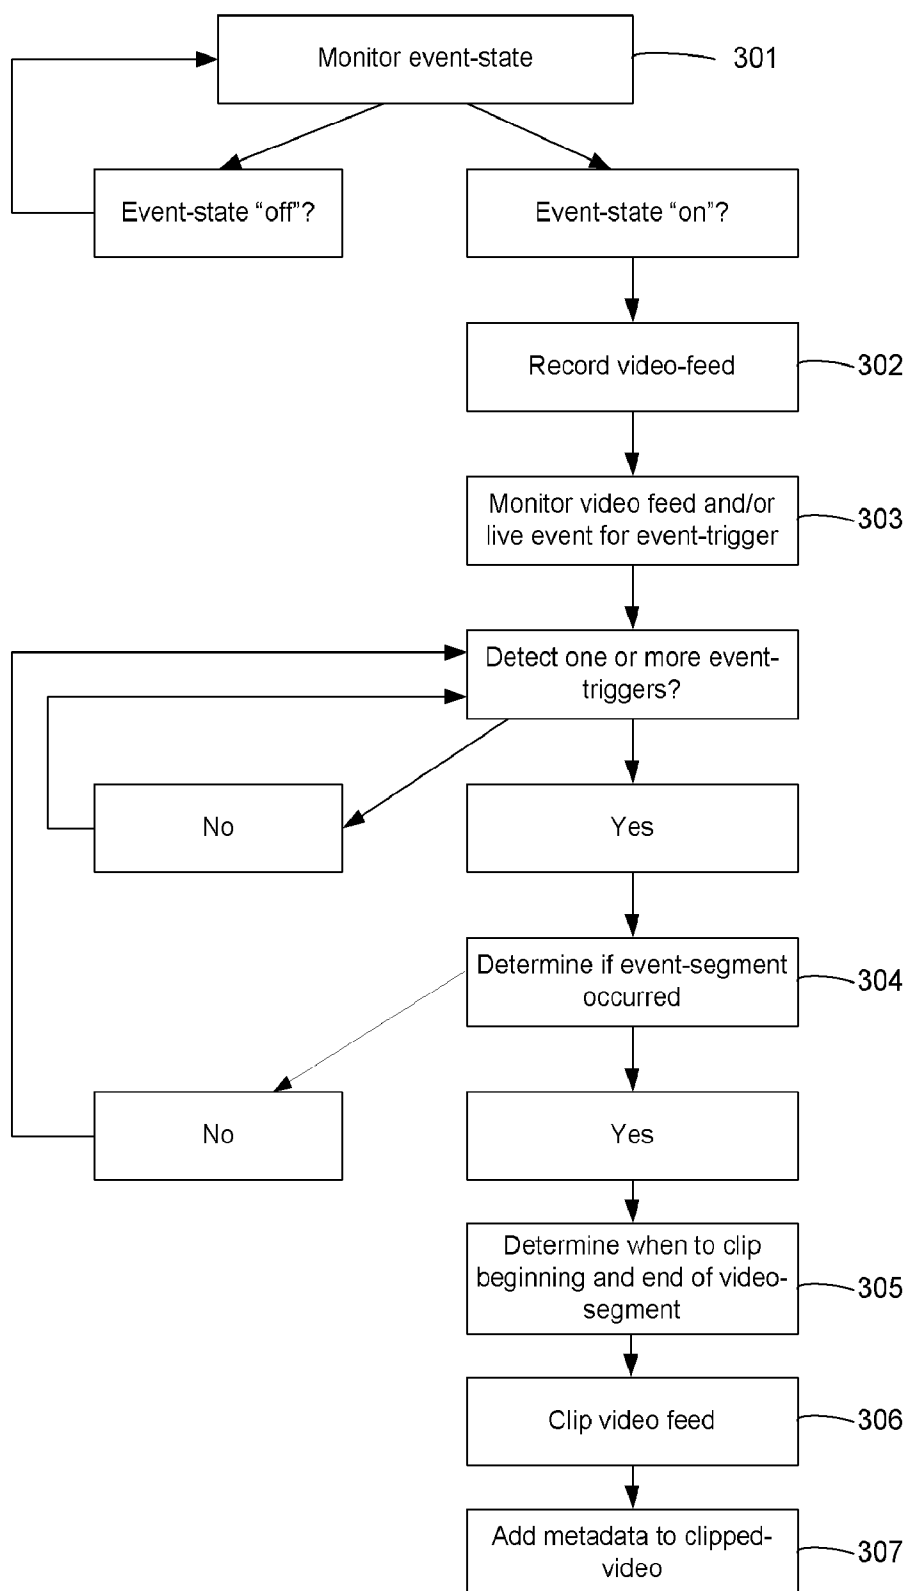 Monitor event-state
301
Event-state “off”?
Event-state “on”?
Record video-feed
302
Monitor video feed and/or
live event for event-trigger
303
Detect one or more event-
triggers?
No
Yes
Determine if event-segment
occurred
304
No
Yes
Determine when to clip
beginning and end of video-
segment
305
Clip video feed
306
Add metadata to clipped-
video
307